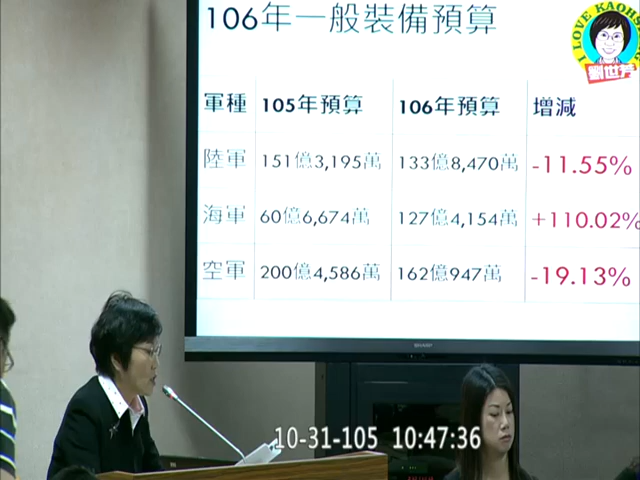 106年一般裝備預算
I LOVE KAOHS
劉世芳
軍種 105年預算 106年預算 增減
陸軍 151億3,195萬 133億8,470萬 -11.55%
海軍 60億6,674萬 127億4,154萬 +110.02%
空軍 200億4,586萬 162億947萬 -19.13%
SHARP
10-31-105 10:47:36